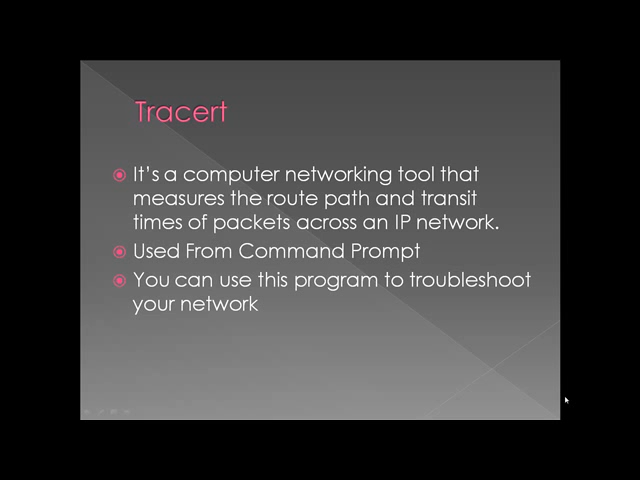 Tracert
It's a computer networking tool that
measures the route path and transit
times of packets across an IP network.
Used From Command Prompt
You can use this program to troubleshoot
your network